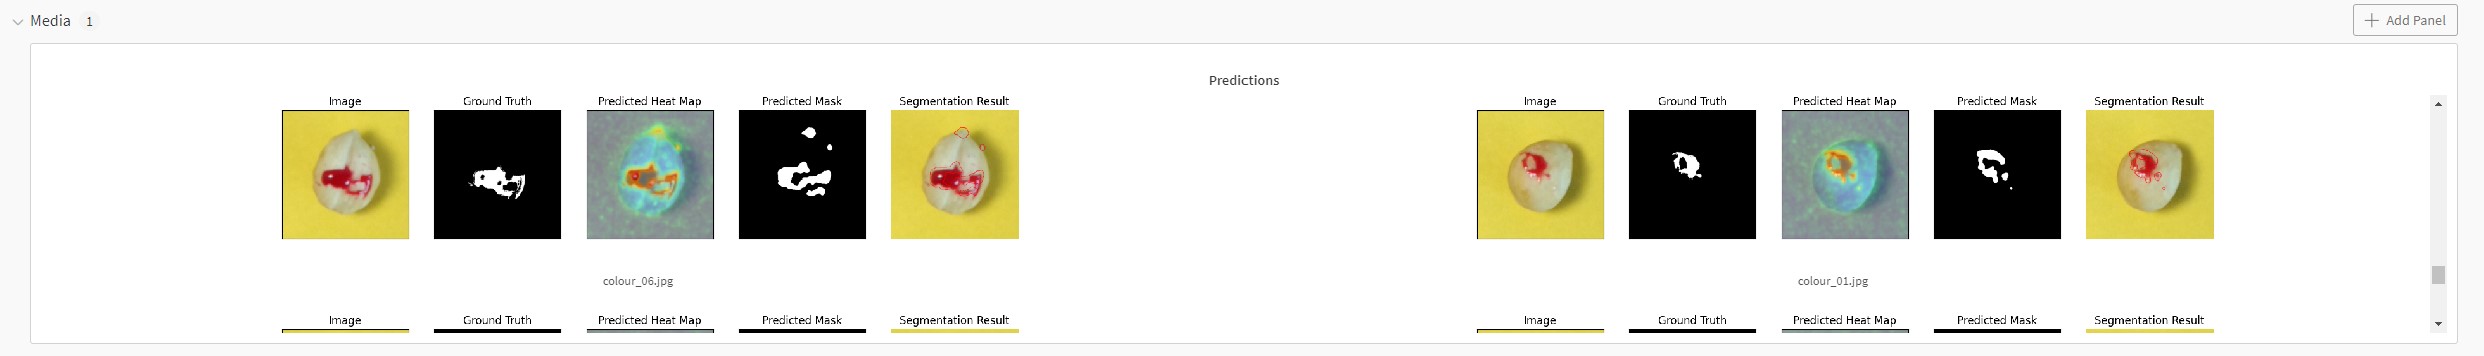 Media 1
Add Panel
Predictions
Image Ground Truth Predicted Heat Map Predicted Mask Segmentation Result
Image Ground Truth Predicted Heat Map Predicted Mask Segmentation Result
colour_06.jpg
colour_01.jpg
Image Ground Truth Predicted Heat Map Predicted Mask Segmentation Result
Image Ground Truth Predicted Heat Map Predicted Mask Segmentation Result